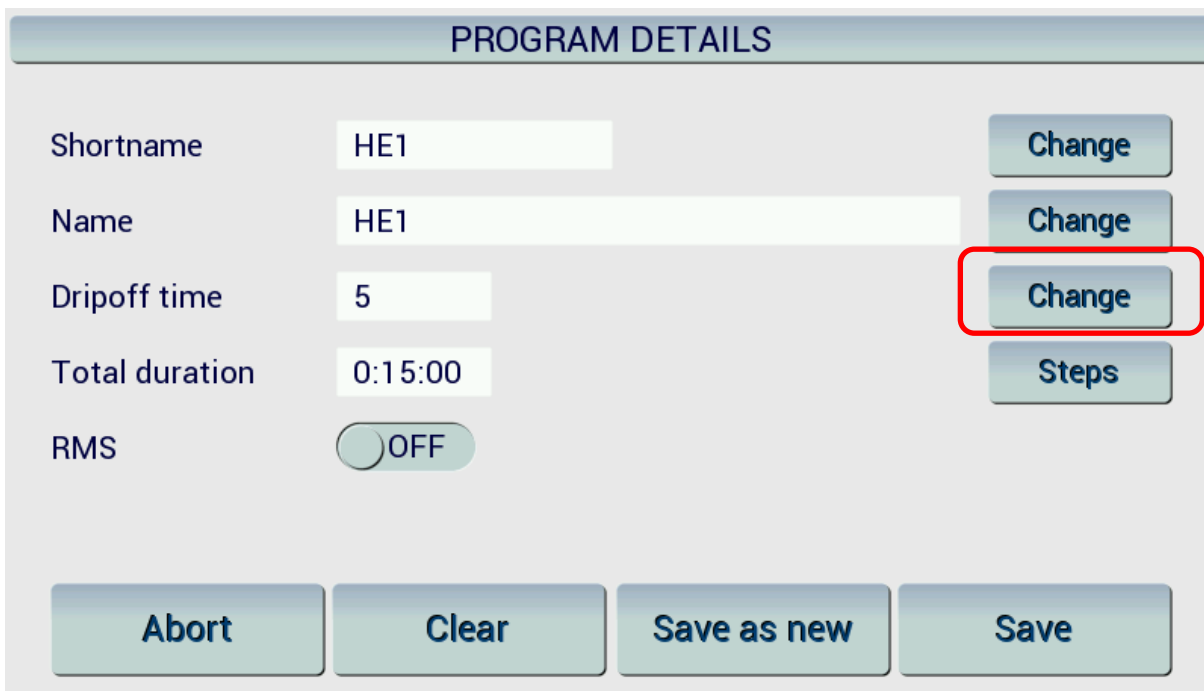 PROGRAM DETAILS
Shortname HE1 Change
Name HE1 Change
Dripoff time 5 Change
Total duration 0:15:00 Steps
RMS OFF
Abort Clear Save as new Save